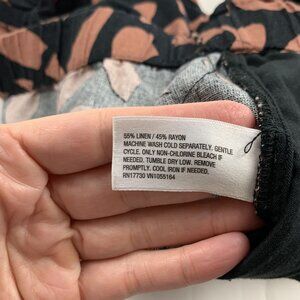 55% LINEN / 45% RAYON
MACHINE WASH COLD SEPARATELY. GENTLE
CYCLE. ONLY NON-CHLORINE BLEACH IF
NEEDED. TUMBLE DRY LOW. REMOVE
PROMPTLY. COOL IRON IF NEEDED.
RN17730 VN1055164